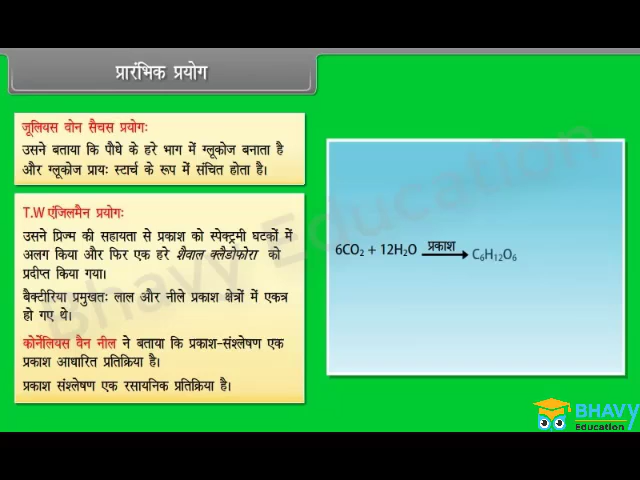 प्रारंभिक प्रयोग
जूलियस वोन सैचस प्रयोगः
उसने बताया कि पौधे के हरे भाग में ग्लूकोज बनाता है
और ग्लूकोज प्रायः स्टार्च के रूप में संचित होता है।
T.W एंजिलमैन प्रयोगः
उसने प्रिज्म की सहायता से प्रकाश को स्पेक्ट्रमी घटकों में
अलग किया और फिर एक हरे शैवाल क्लैडोफोरा को
प्रदीप्त किया गया।
बैक्टीरिया प्रमुखतः लाल और नीले प्रकाश क्षेत्रों में एकत्र
हो गए थे।
कोर्नेलियस वैन नील ने बताया कि प्रकाश-संश्लेषण एक
प्रकाश आधारित प्रतिक्रिया है।
प्रकाश संश्लेषण एक रसायनिक प्रतिक्रिया है।
6CO₂ + 12H₂O प्रकाश → C₆H₁₂O₆
Bhavy Education
BHAVY
Education